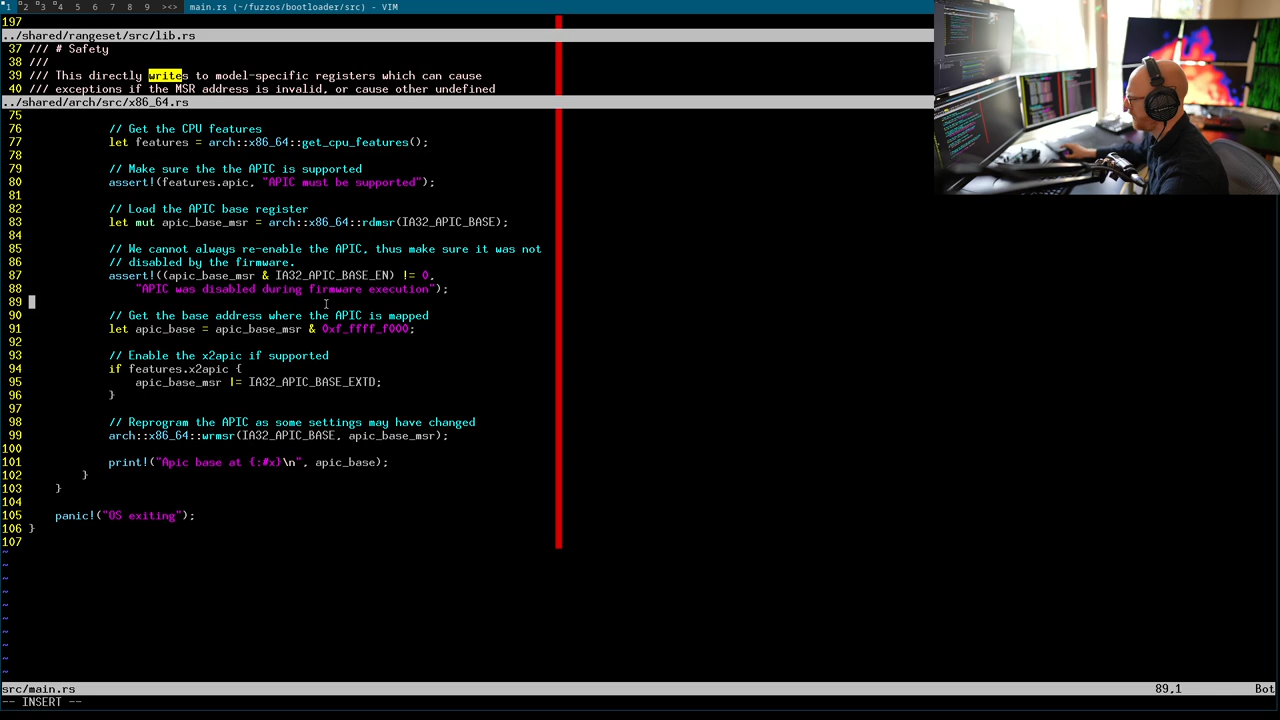 1 2 3 4 5 6 7 8 9 ><> main.rs (~/fuzzos/bootloader/src) - VIM
197
../shared/rangeset/src/lib.rs
37 /// # Safety
38 ///
39 /// This directly writes to model-specific registers which can cause
40 /// exceptions if the MSR address is invalid, or cause other undefined
../shared/arch/src/x86_64.rs
75
76 // Get the CPU features
77 let features = arch::x86_64::get_cpu_features();
78
79 // Make sure the the APIC is supported
80 assert!(features.apic, "APIC must be supported");
81
82 // Load the APIC base register
83 let mut apic_base_msr = arch::x86_64::rdmsr(IA32_APIC_BASE);
84
85 // We cannot always re-enable the APIC, thus make sure it was not
86 // disabled by the firmware.
87 assert!((apic_base_msr & IA32_APIC_BASE_EN) != 0,
88 "APIC was disabled during firmware execution");
89
90 // Get the base address where the APIC is mapped
91 let apic_base = apic_base_msr & 0xf_ffff_f000;
92
93 // Enable the x2apic if supported
94 if features.x2apic {
95 apic_base_msr |= IA32_APIC_BASE_EXTD;
96 }
97
98 // Reprogram the APIC as some settings may have changed
99 arch::x86_64::wrmsr(IA32_APIC_BASE, apic_base_msr);
100
101 print!("Apic base at {:#x}\n", apic_base);
102 }
103 }
104
105 panic!("OS exiting");
106 }
107
~
~
~
~
~
~
~
~
~
~
src/main.rs 89,1 Bot
-- INSERT --